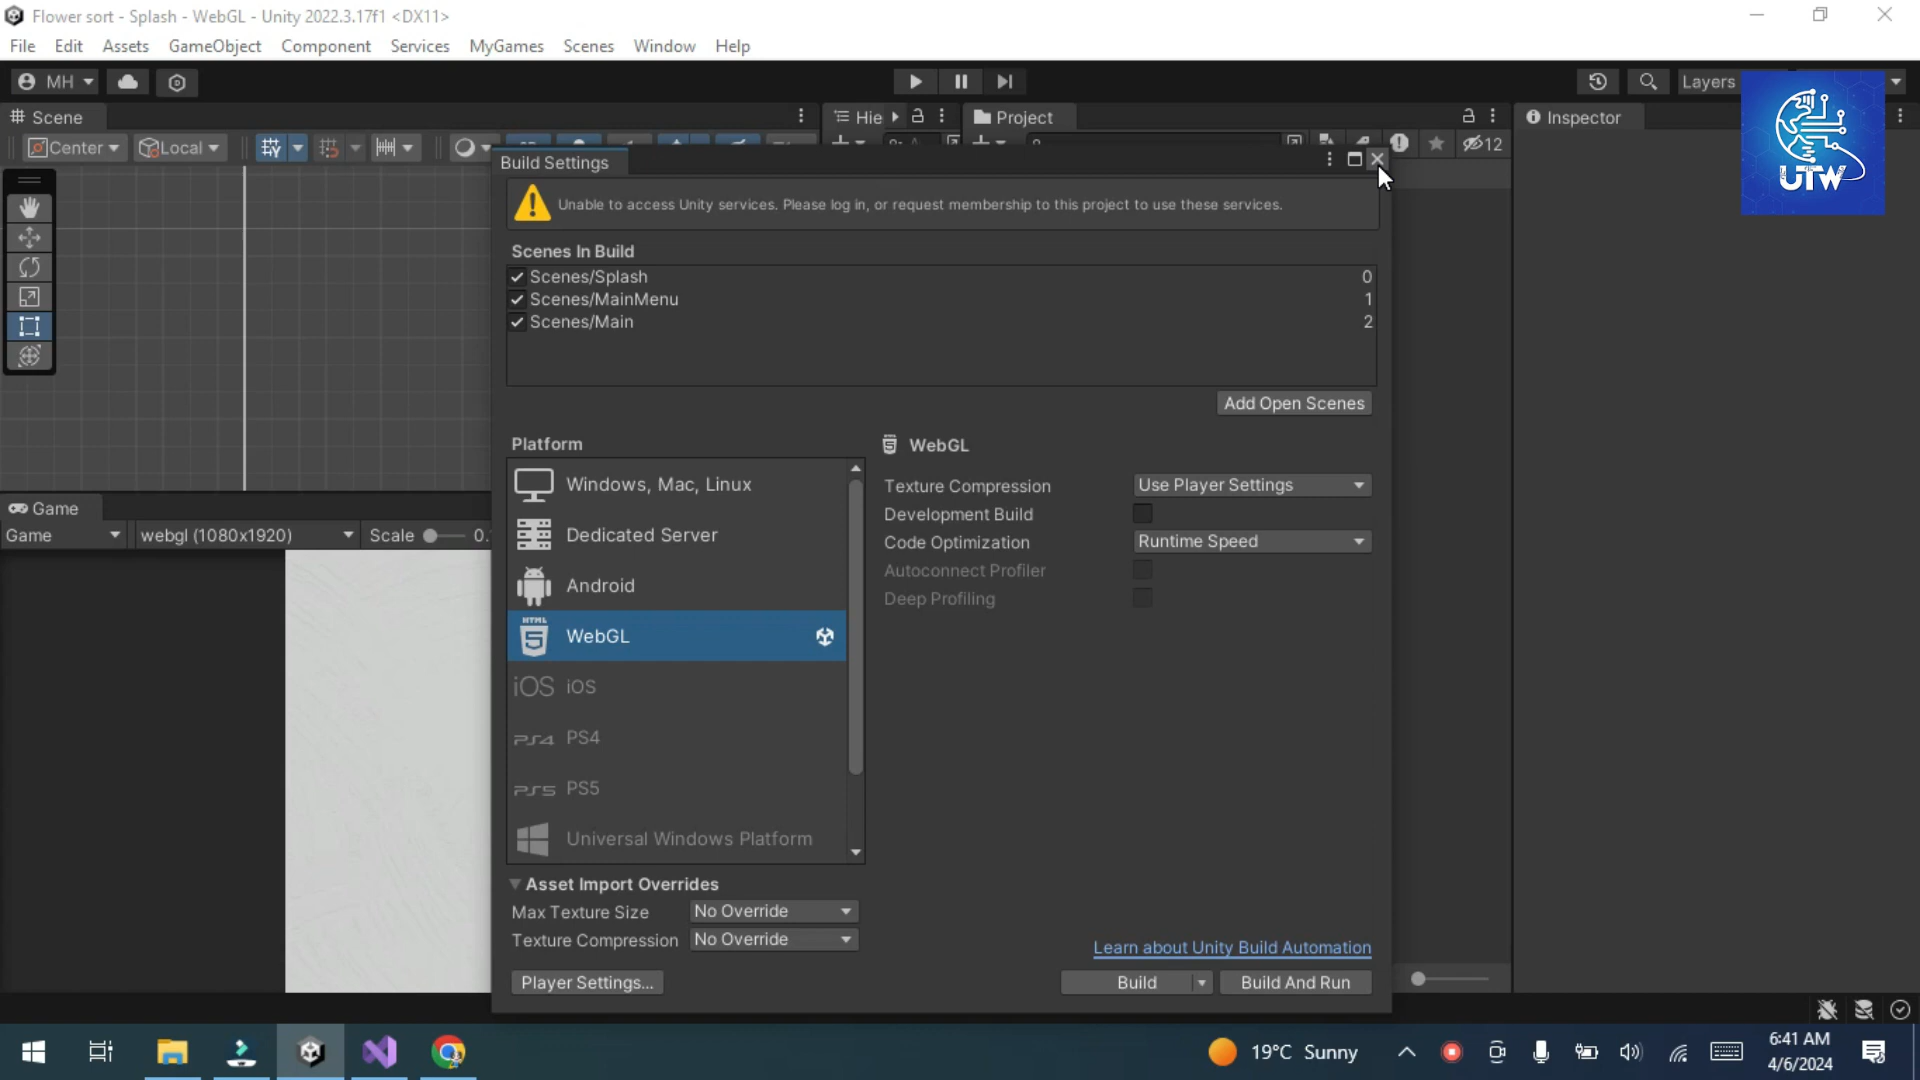 Flower sort - Splash - WebGL - Unity 2022.3.17f1 <DX11>
File Edit Assets GameObject Component Services MyGames Scenes Window Help
MH Layers
Scene Hie Project Inspector
Center Local 12
Build Settings
Unable to access Unity services. Please log in, or request membership to this project to use these services.
UTW
Scenes In Build
Scenes/Splash 0
Scenes/MainMenu 1
Scenes/Main 2
Add Open Scenes
Platform
WebGL
Windows, Mac, Linux
Dedicated Server
Android
HTML 5 WebGL
iOS iOS
PS4 PS4
PS5 PS5
Universal Windows Platform
Texture Compression Use Player Settings
Development Build
Code Optimization Runtime Speed
Autoconnect Profiler
Deep Profiling
Game
Game webgl (1080x1920) Scale 0.
Asset Import Overrides
Max Texture Size No Override
Texture Compression No Override
Learn about Unity Build Automation
Player Settings... Build Build And Run
19°C Sunny
6:41 AM
4/6/2024